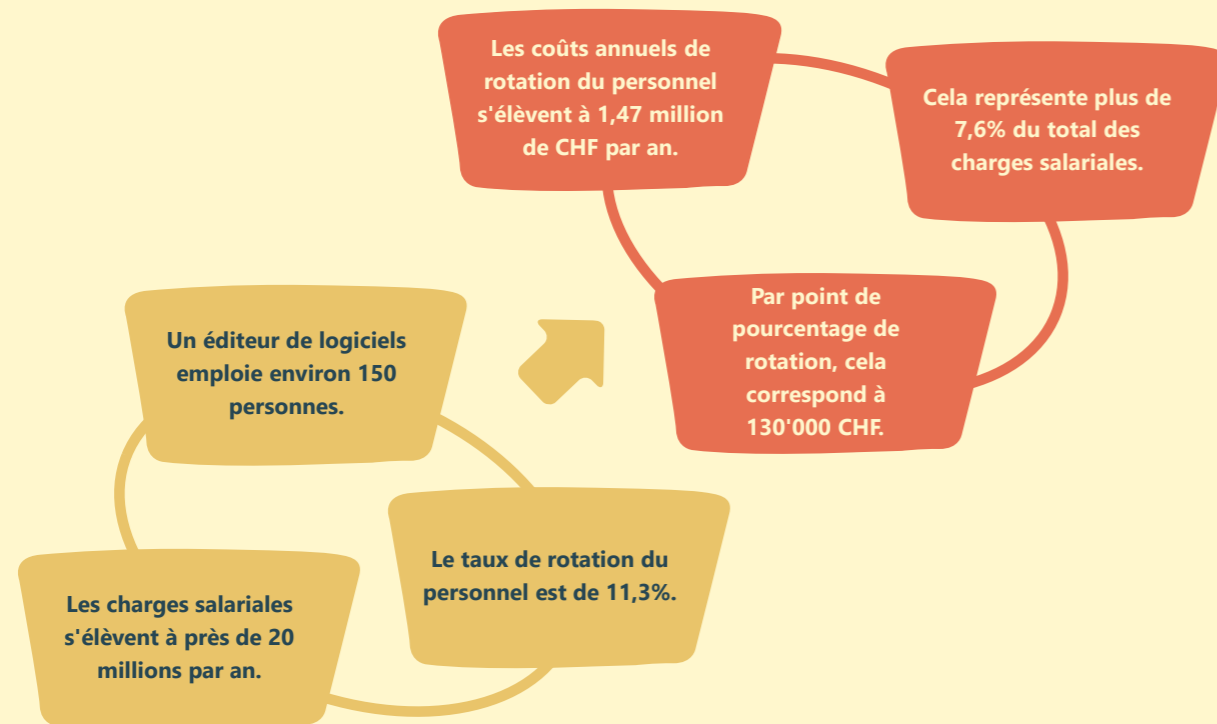 Les coûts annuels de
rotation du personnel
s'élèvent à 1,47 million
de CHF par an.
Cela représente plus de
7,6% du total des
charges salariales.
Par point de
pourcentage de
rotation, cela
correspond à
130'000 CHF.
Un éditeur de logiciels
emploie environ 150
personnes.
Le taux de rotation du
personnel est de 11,3%.
Les charges salariales
s'élèvent à près de 20
millions par an.